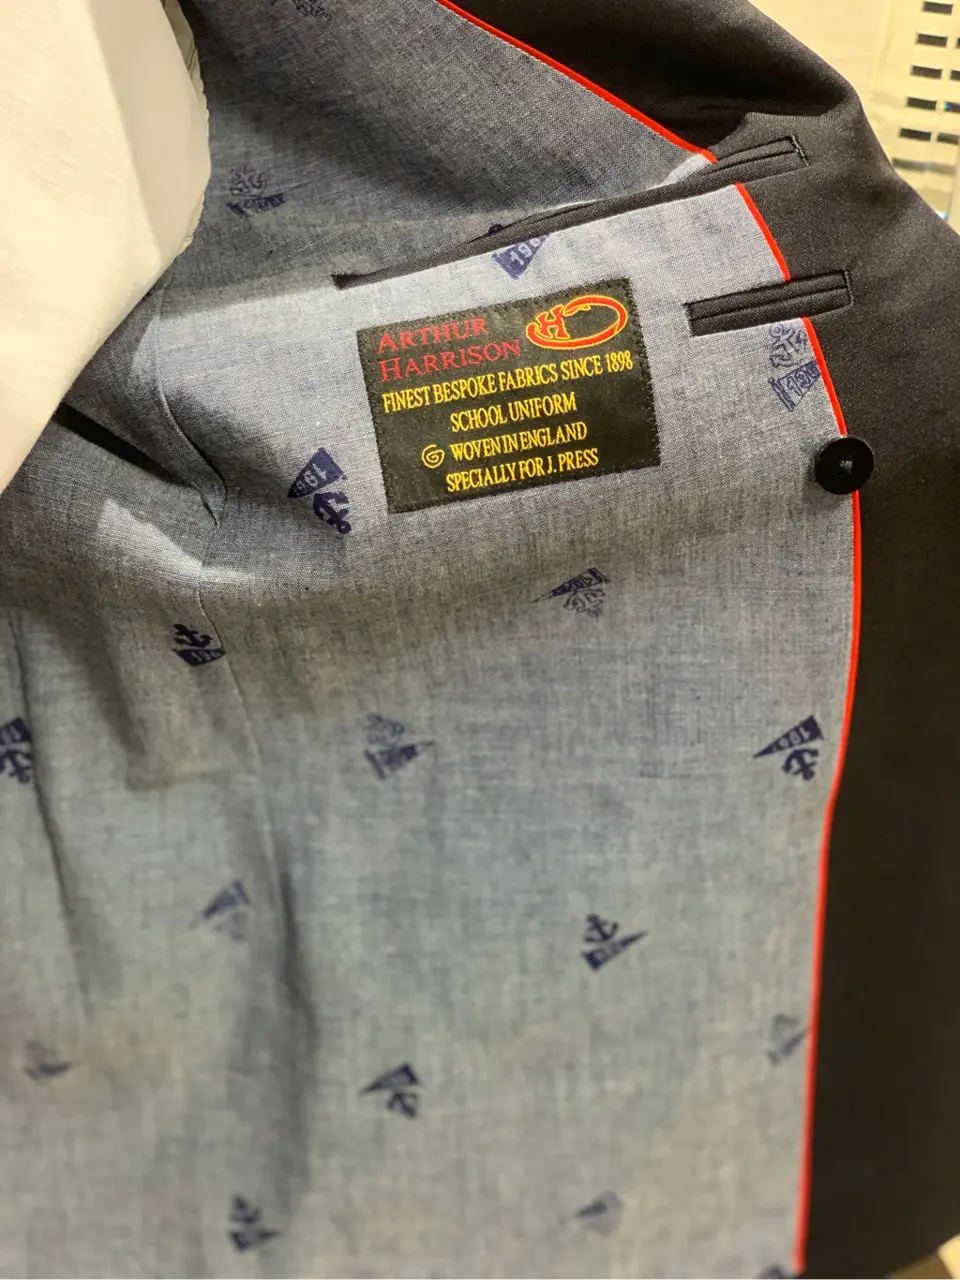 ARTHUR
HARRISON
H
FINEST BESPOKE FABRICS SINCE 1898
SCHOOL UNIFORM
WOVEN IN ENGLAND
SPECIALLY FOR J. PRESS